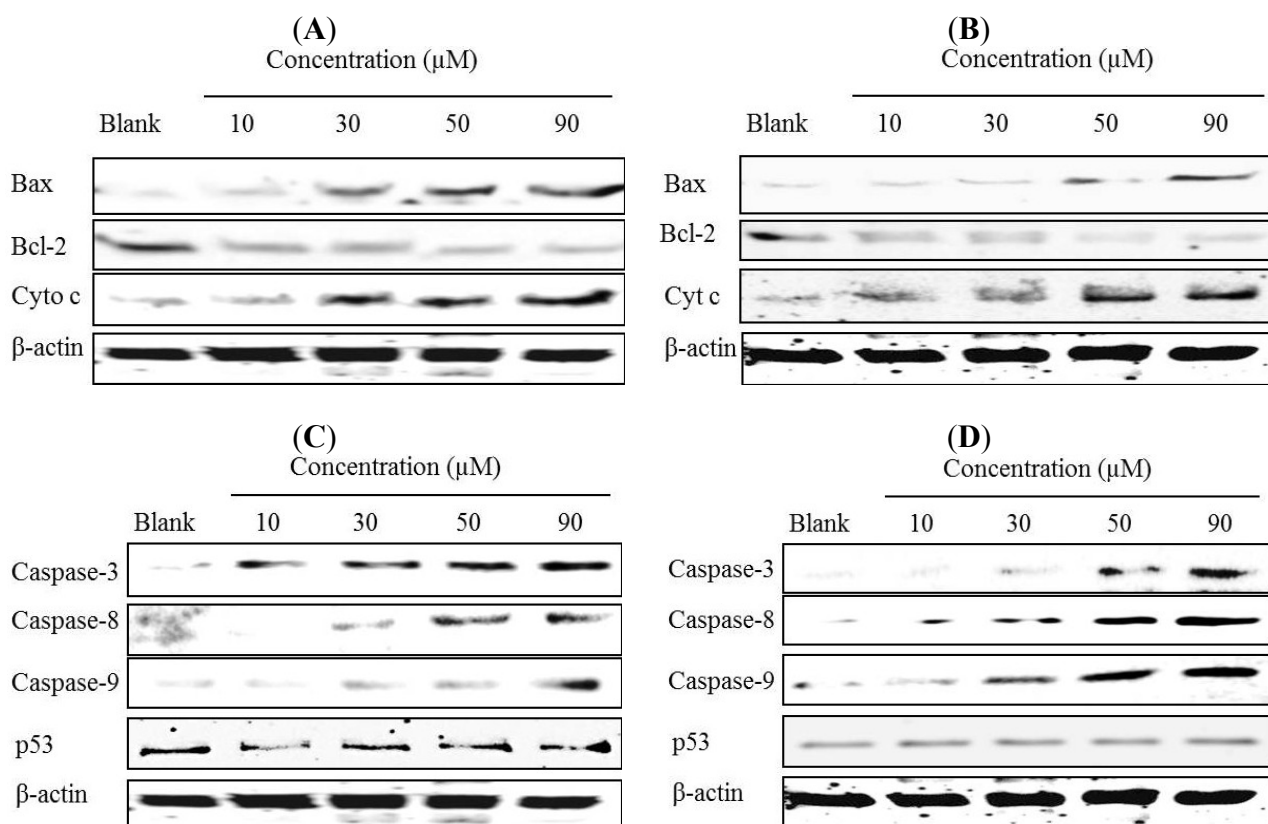 (A)
Concentration (µM)
Blank 10 30 50 90
Bax
Bcl-2
Cyto c
β-actin
(B)
Concentration (µM)
Blank 10 30 50 90
Bax
Bcl-2
Cyt c
β-actin
(C)
Concentration (µM)
Blank 10 30 50 90
Caspase-3
Caspase-8
Caspase-9
p53
β-actin
(D)
Concentration (µM)
Blank 10 30 50 90
Caspase-3
Caspase-8
Caspase-9
p53
β-actin